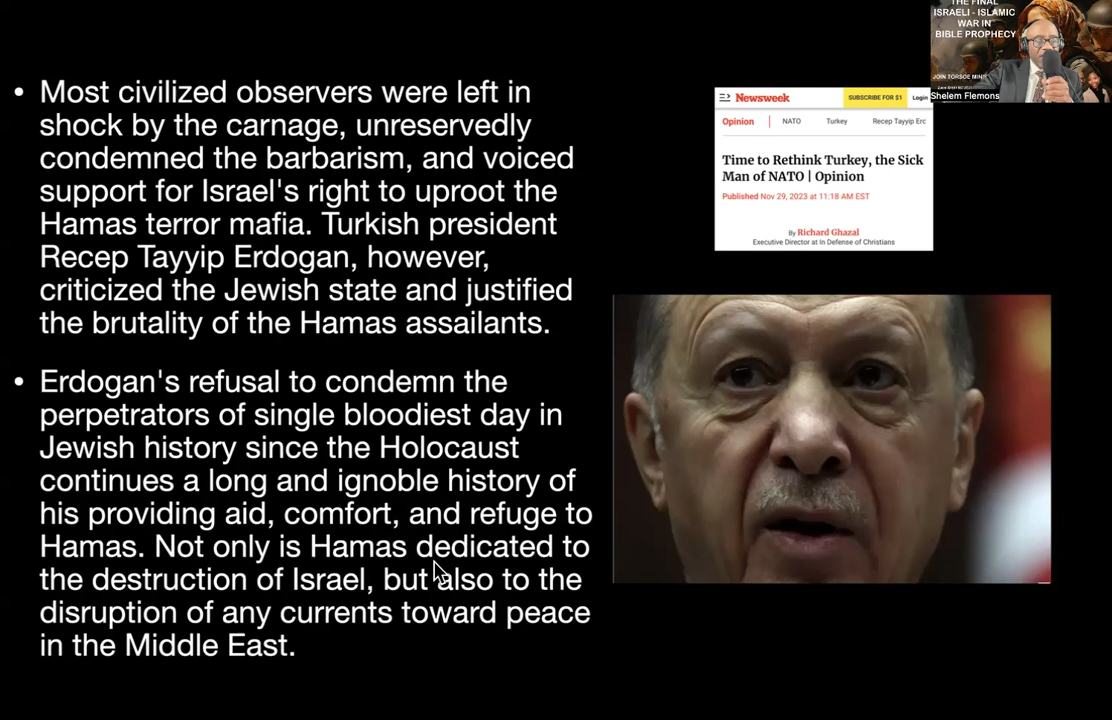 • Most civilized observers were left in
shock by the carnage, unreservedly
condemned the barbarism, and voiced
support for Israel's right to uproot the
Hamas terror mafia. Turkish president
Recep Tayyip Erdogan, however,
criticized the Jewish state and justified
the brutality of the Hamas assailants.
• Erdogan's refusal to condemn the
perpetrators of single bloodiest day in
Jewish history since the Holocaust
continues a long and ignoble history of
his providing aid, comfort, and refuge to
Hamas. Not only is Hamas dedicated to
the destruction of Israel, but also to the
disruption of any currents toward peace
in the Middle East.
Newsweek SUBSCRIBE FOR $1 Login
Opinion | NATO Turkey Recep Tayyip Erc
Time to Rethink Turkey, the Sick
Man of NATO | Opinion
Published Nov 29, 2023 at 11:18 AM EST
By Richard Ghazal
Executive Director at In Defense of Christians
THE FINAL
ISRAELI - ISLAMIC
WAR IN
BIBLE PROPHECY
JOIN TORSOE
Shelem Flemons